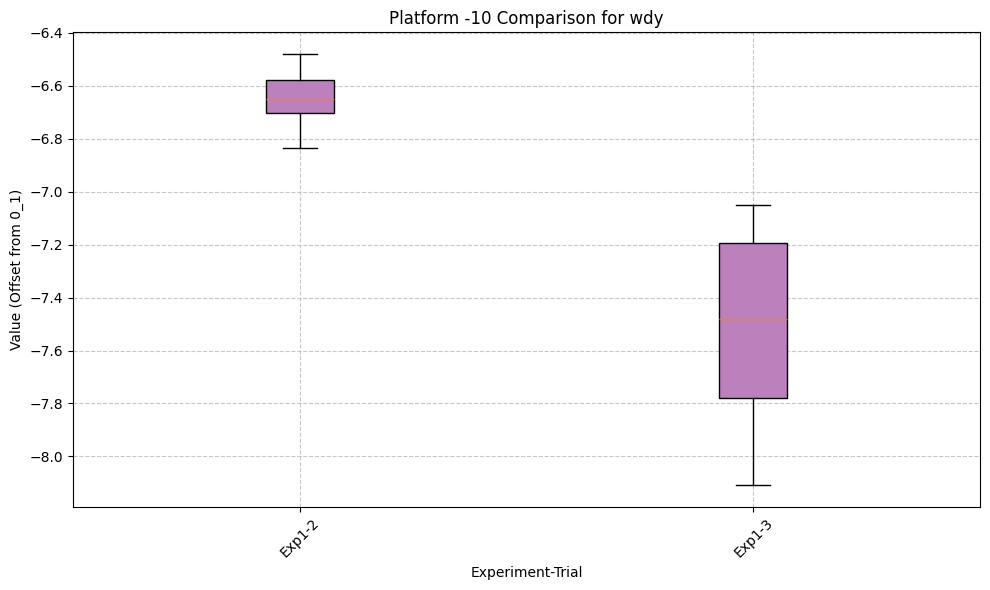 Platform -10 Comparison for wdy
Value (Offset from 0_1)
−6.4
−6.6
−6.8
−7.0
−7.2
−7.4
−7.6
−7.8
−8.0
Exp1-2
Exp1-3
Experiment-Trial